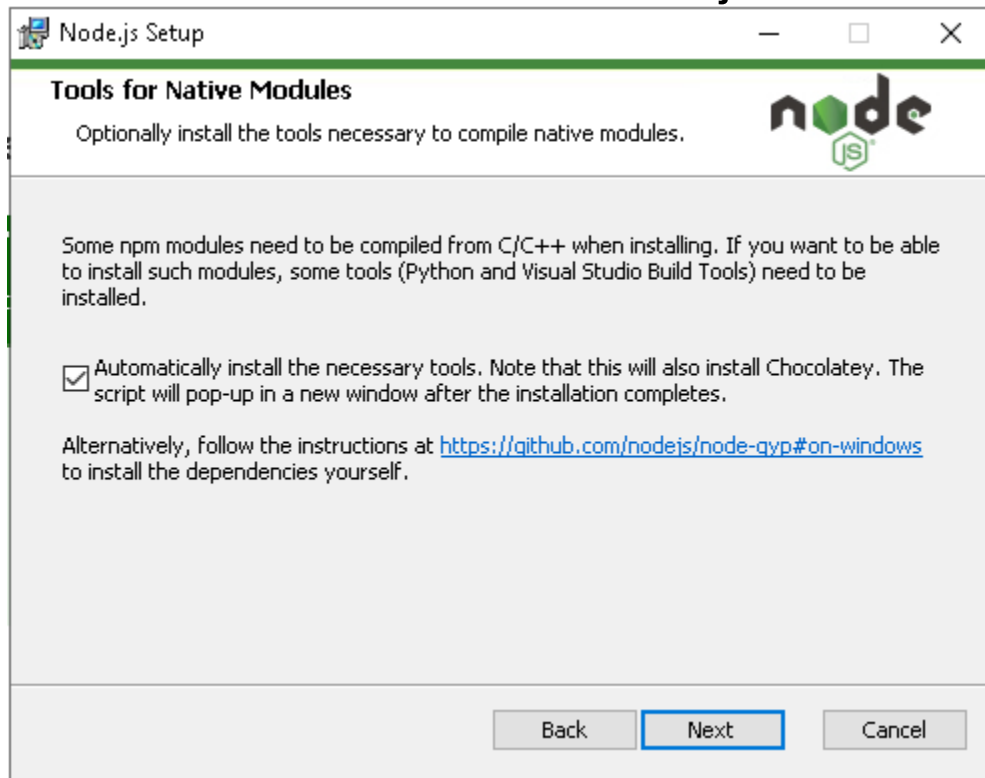 Node.js Setup
Tools for Native Modules
Optionally install the tools necessary to compile native modules.
node
JS
Some npm modules need to be compiled from C/C++ when installing. If you want to be able
to install such modules, some tools (Python and Visual Studio Build Tools) need to be
installed.
Automatically install the necessary tools. Note that this will also install Chocolatey. The
script will pop-up in a new window after the installation completes.
Alternatively, follow the instructions at https://github.com/nodejs/node-gyp#on-windows
to install the dependencies yourself.
Back Next Cancel